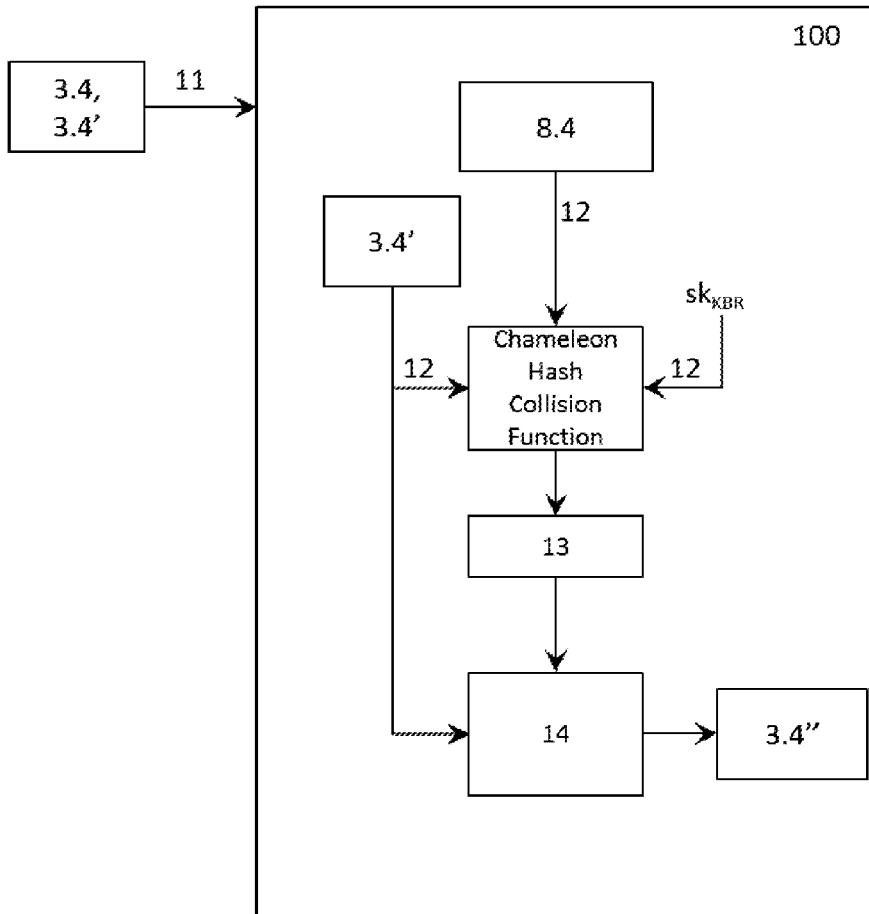 100
3.4,
3.4’
11
8.4
12
3.4’
skKBR
Chameleon
Hash
Collision
Function
12
12
13
14
3.4’’